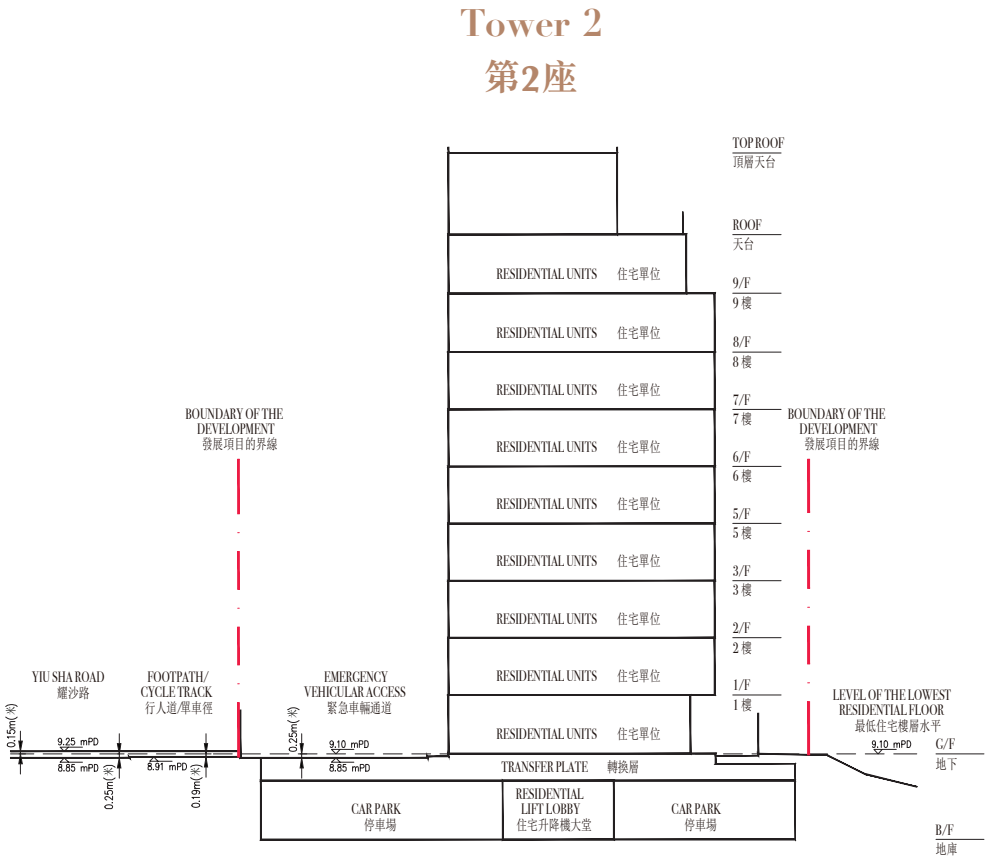 Tower 2
第2座
TOP ROOF
頂層天台
ROOF
天台
RESIDENTIAL UNITS 住宅單位
9/F
9 樓
RESIDENTIAL UNITS 住宅單位
8/F
8 樓
RESIDENTIAL UNITS 住宅單位
7/F
7 樓
RESIDENTIAL UNITS 住宅單位
6/F
6 樓
RESIDENTIAL UNITS 住宅單位
5/F
5 樓
RESIDENTIAL UNITS 住宅單位
3/F
3 樓
RESIDENTIAL UNITS 住宅單位
2/F
2 樓
RESIDENTIAL UNITS 住宅單位
1/F
1 樓
RESIDENTIAL UNITS 住宅單位
BOUNDARY OF THE
DEVELOPMENT
發展項目的界線
BOUNDARY OF THE
DEVELOPMENT
發展項目的界線
YIU SHA ROAD
耀沙路
FOOTPATH/
CYCLE TRACK
行人道/單車徑
EMERGENCY
VEHICULAR ACCESS
緊急車輛通道
LEVEL OF THE LOWEST
RESIDENTIAL FLOOR
最低住宅樓層水平
0.15m(米)
9.25 mPD
8.85 mPD
0.25m(米)
8.91 mPD
0.19m(米)
0.25m(米)
9.10 mPD
8.85 mPD
9.10 mPD
G/F
地下
TRANSFER PLATE 轉換層
CAR PARK
停車場
RESIDENTIAL
LIFT LOBBY
住宅升降機大堂
CAR PARK
停車場
B/F
地庫